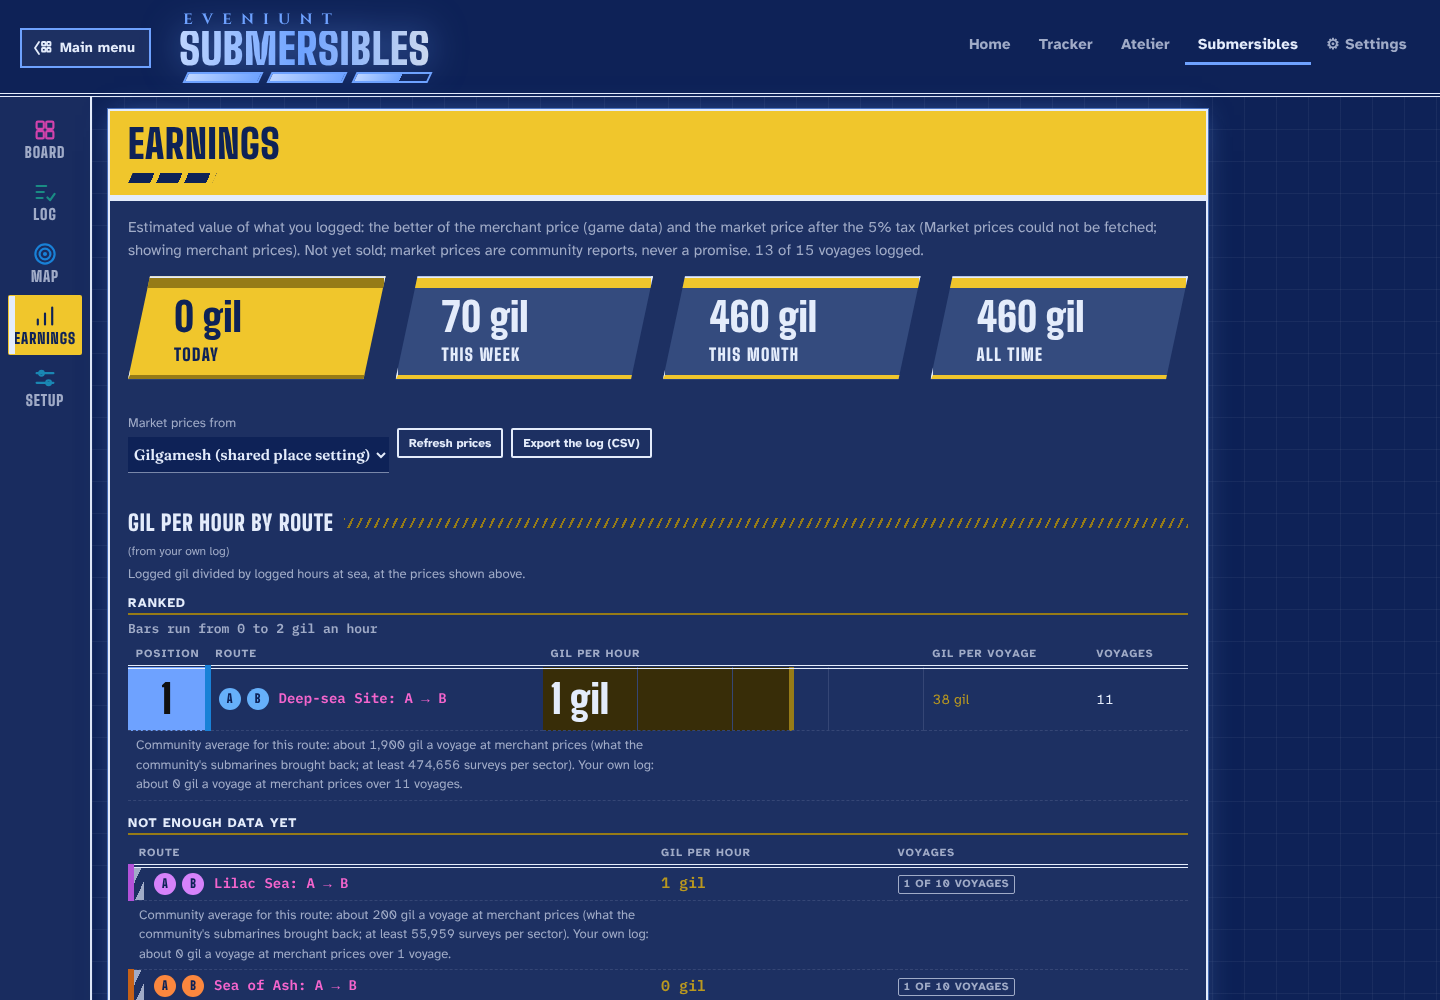 Main menu
EVENIUNT
SUBMERSIBLES
Home
Tracker
Atelier
Submersibles
Settings
BOARD
LOG
MAP
EARNINGS
SETUP
EARNINGS
Estimated value of what you logged: the better of the merchant price (game data) and the market price after the 5% tax (Market prices could not be fetched;
showing merchant prices). Not yet sold; market prices are community reports, never a promise. 13 of 15 voyages logged.
0 gil
TODAY
70 gil
THIS WEEK
460 gil
THIS MONTH
460 gil
ALL TIME
Market prices from
Gilgamesh (shared place setting)
Refresh prices
Export the log (CSV)
GIL PER HOUR BY ROUTE
(from your own log)
Logged gil divided by logged hours at sea, at the prices shown above.
RANKED
Bars run from 0 to 2 gil an hour
POSITION ROUTE GIL PER HOUR GIL PER VOYAGE VOYAGES
1 A B Deep-sea Site: A → B 1 gil 38 gil 11
Community average for this route: about 1,900 gil a voyage at merchant prices (what the
community's submarines brought back; at least 474,656 surveys per sector). Your own log:
about 0 gil a voyage at merchant prices over 11 voyages.
NOT ENOUGH DATA YET
ROUTE GIL PER HOUR VOYAGES
A B Lilac Sea: A → B 1 gil 1 OF 10 VOYAGES
Community average for this route: about 200 gil a voyage at merchant prices (what the
community's submarines brought back; at least 55,959 surveys per sector). Your own log:
about 0 gil a voyage at merchant prices over 1 voyage.
A B Sea of Ash: A → B 0 gil 1 OF 10 VOYAGES